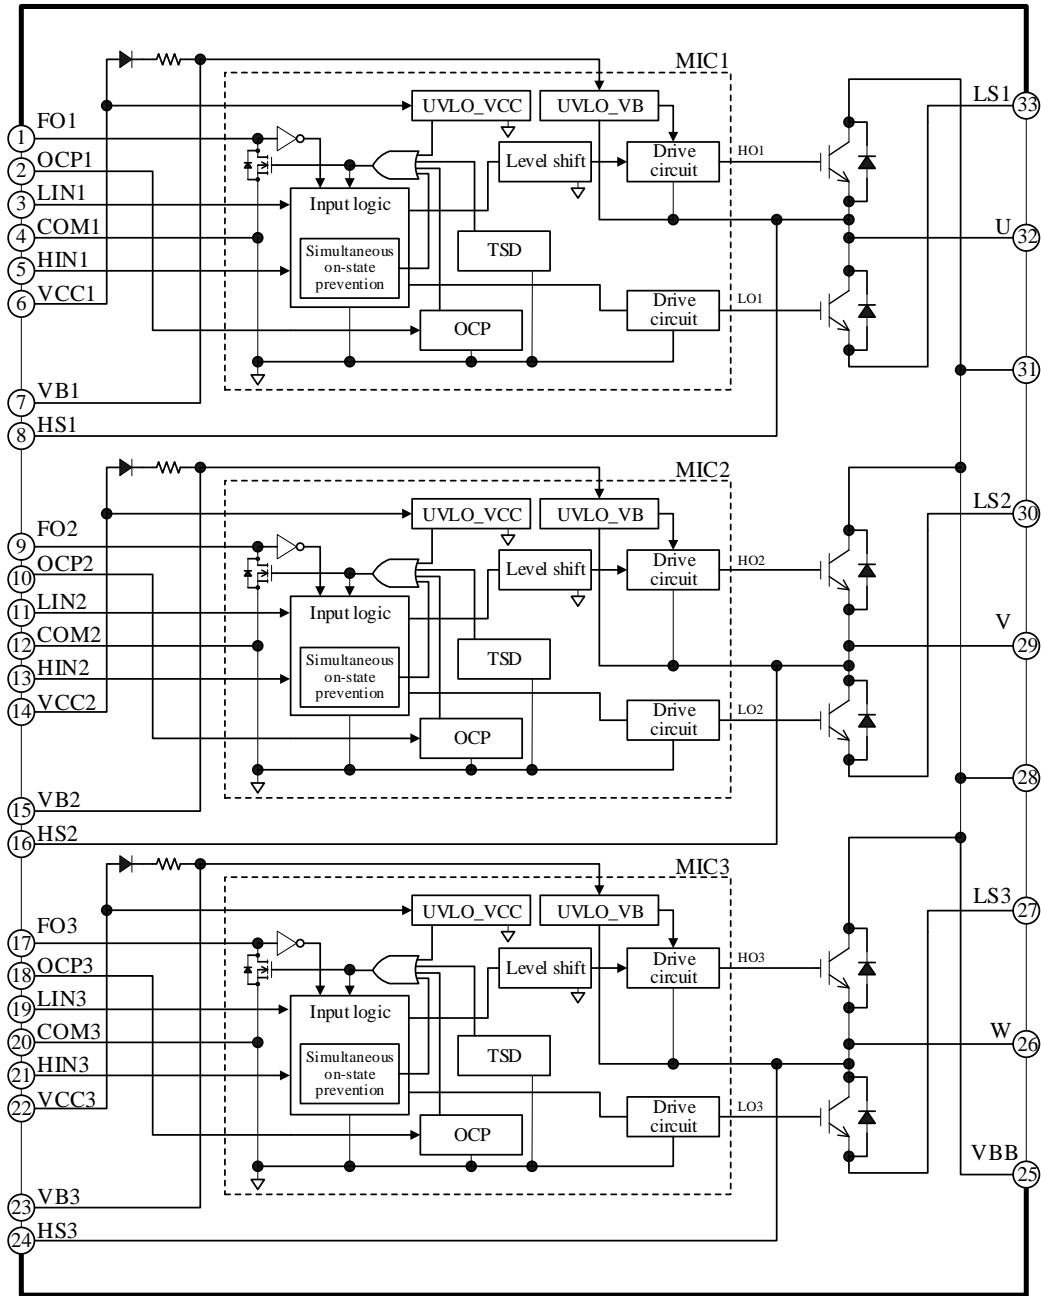 MIC1
LS1
33
UVLO_VCC
UVLO_VB
FO1
1
OCP1
2
HO1
Level shift
Drive
circuit
LIN1
3
Input logic
COM1
4
U
32
Simultaneous
on-state
prevention
TSD
HIN1
5
VCC1
6
LO1
Drive
circuit
OCP
31
VB1
7
HS1
8
MIC2
LS2
30
UVLO_VCC
UVLO_VB
FO2
9
OCP2
10
HO2
Level shift
Drive
circuit
LIN2
11
Input logic
COM2
12
V
29
Simultaneous
on-state
prevention
TSD
HIN2
13
VCC2
14
LO2
Drive
circuit
OCP
28
VB2
15
HS2
16
MIC3
LS3
27
UVLO_VCC
UVLO_VB
FO3
17
OCP3
18
HO3
Level shift
Drive
circuit
LIN3
19
Input logic
COM3
20
W
26
Simultaneous
on-state
prevention
TSD
HIN3
21
VCC3
22
LO3
Drive
circuit
OCP
VBB
25
VB3
23
HS3
24